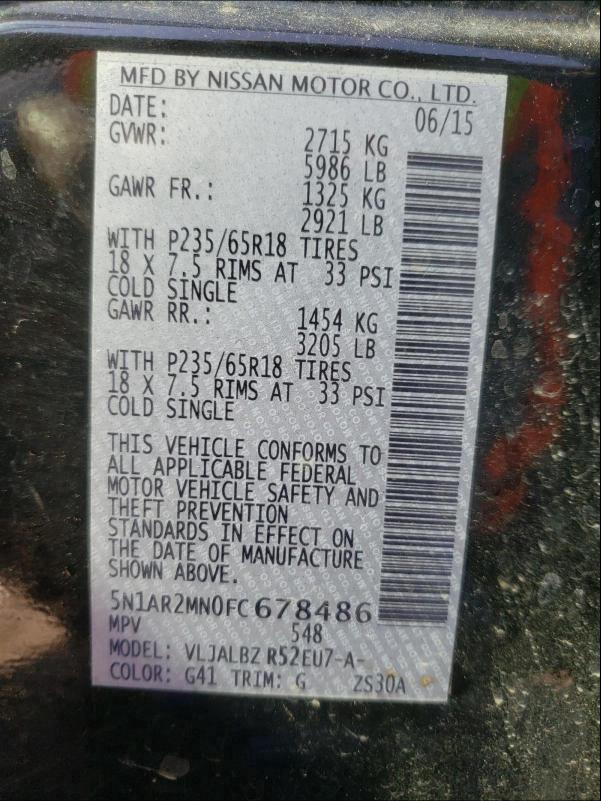 MFD BY NISSAN MOTOR CO., LTD.
DATE: 06/15
GVWR: 2715 KG
5986 LB
GAWR FR.: 1325 KG
2921 LB
WITH P235/65R18 TIRES
18 X 7.5 RIMS AT 33 PSI
COLD SINGLE
GAWR RR.: 1454 KG
3205 LB
WITH P235/65R18 TIRES
18 X 7.5 RIMS AT 33 PSI
COLD SINGLE
THIS VEHICLE CONFORMS TO
ALL APPLICABLE FEDERAL
MOTOR VEHICLE SAFETY AND
THEFT PREVENTION
STANDARDS IN EFFECT ON
THE DATE OF MANUFACTURE
SHOWN ABOVE.
5N1AR2MN0FC678486
MPV 548
MODEL: VLJALBZ R52EU7-A-
COLOR: G41 TRIM: G ZS30A